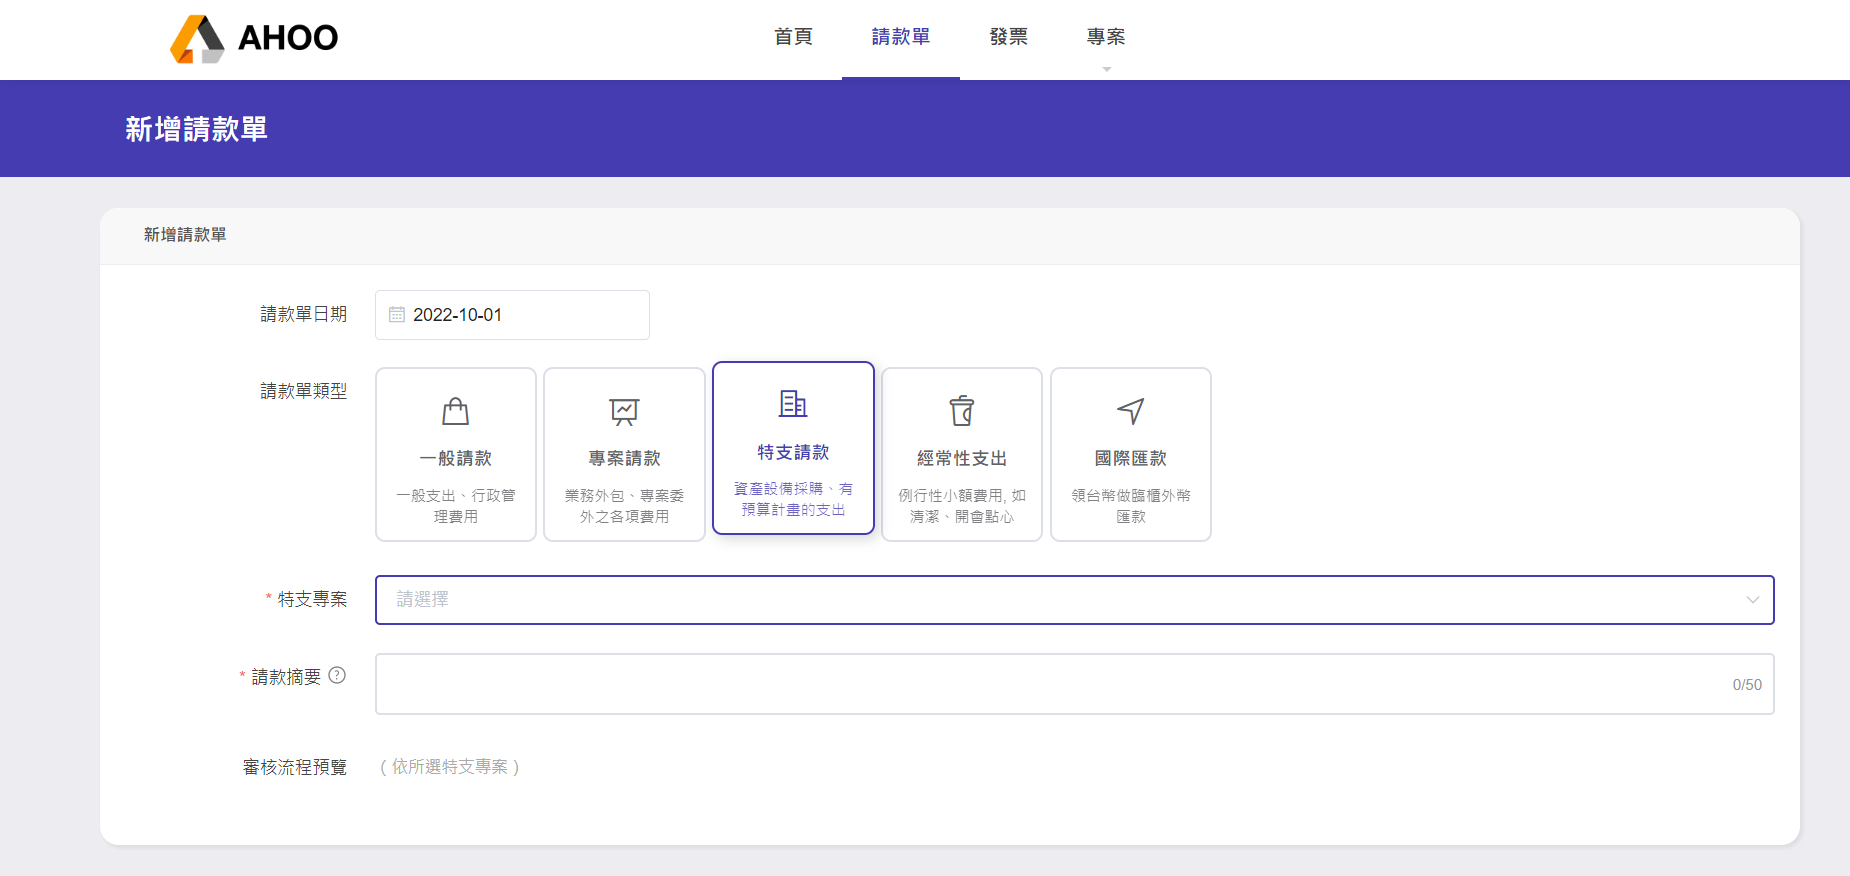 AHOO
首頁 請款單 發票 專案
新增請款單
新增請款單
請款單日期 2022-10-01
請款單類型
一般請款
一般支出、行政管
理費用
專案請款
業務外包、專案委
外之各項費用
特支請款
資產設備採購、有
預算計畫的支出
經常性支出
例行性小額費用, 如
清潔、開會點心
國際匯款
領台幣做臨櫃外幣
匯款
* 特支專案 請選擇
* 請款摘要 ? 0/50
審核流程預覽 ( 依所選特支專案 )